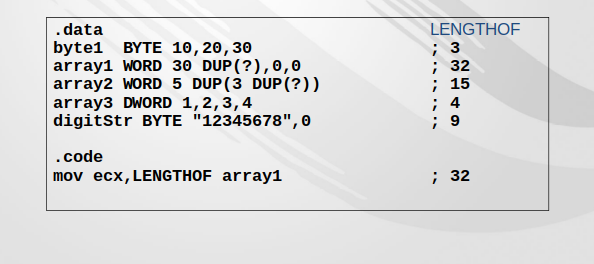 .data LENGTHOF
byte1 BYTE 10,20,30 ; 3
array1 WORD 30 DUP(?),0,0 ; 32
array2 WORD 5 DUP(3 DUP(?)) ; 15
array3 DWORD 1,2,3,4 ; 4
digitStr BYTE "12345678",0 ; 9
.code
mov ecx,LENGTHOF array1 ; 32